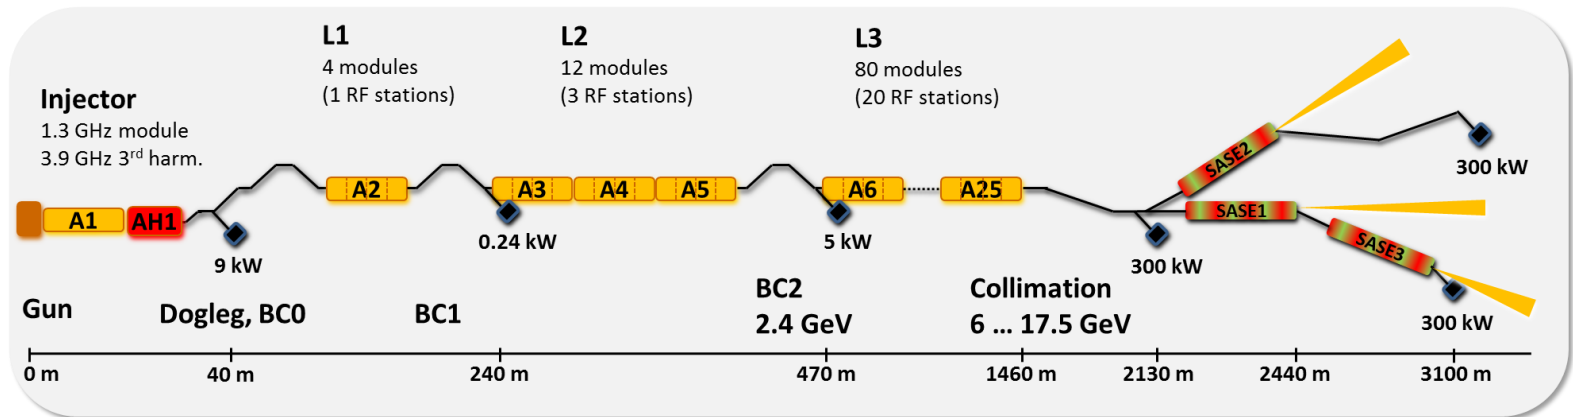 L1
4 modules
(1 RF stations)
L2
12 modules
(3 RF stations)
L3
80 modules
(20 RF stations)
Injector
1.3 GHz module
3.9 GHz 3rd harm.
SASE2
300 kW
A1
AH1
A2
A3
A4
A5
A6
A25
SASE1
SASE3
9 kW
0.24 kW
5 kW
300 kW
300 kW
Gun
Dogleg, BC0
BC1
BC2
2.4 GeV
Collimation
6 ... 17.5 GeV
0 m
40 m
240 m
470 m
1460 m
2130 m
2440 m
3100 m